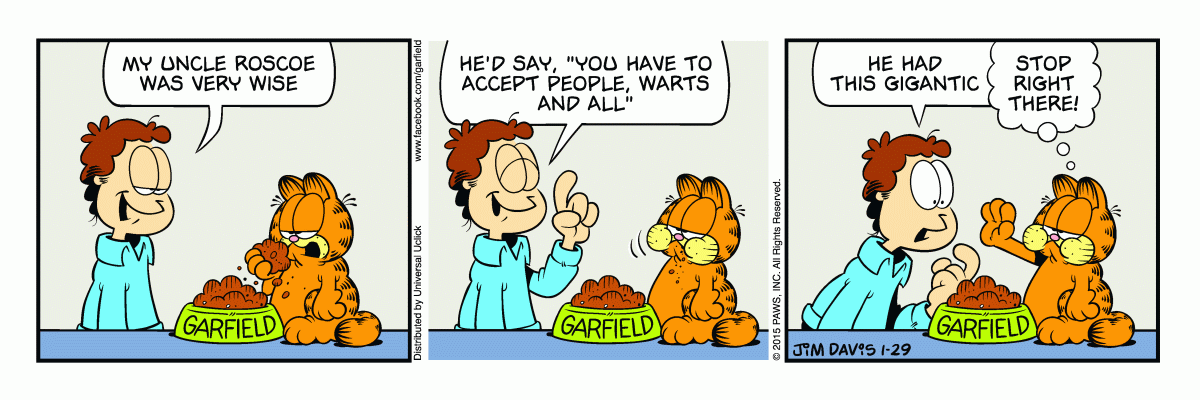 MY UNCLE ROSCOE
WAS VERY WISE
GARFIELD
www.facebook.com/garfield
Distributed by Universal Uclick
HE'D SAY, "YOU HAVE TO
ACCEPT PEOPLE, WARTS
AND ALL"
GARFIELD
© 2015 PAWS, INC. All Rights Reserved.
HE HAD
THIS GIGANTIC
STOP
RIGHT
THERE!
GARFIELD
JIM DAVIS 1-29